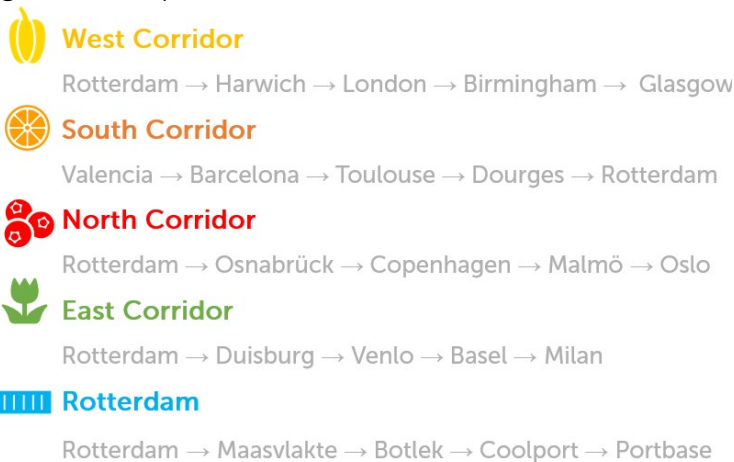 West Corridor
Rotterdam → Harwich → London → Birmingham → Glasgow
South Corridor
Valencia → Barcelona → Toulouse → Dourges → Rotterdam
North Corridor
Rotterdam → Osnabrück → Copenhagen → Malmö → Oslo
East Corridor
Rotterdam → Duisburg → Venlo → Basel → Milan
Rotterdam
Rotterdam → Maasvlakte → Botlek → Coolport → Portbase